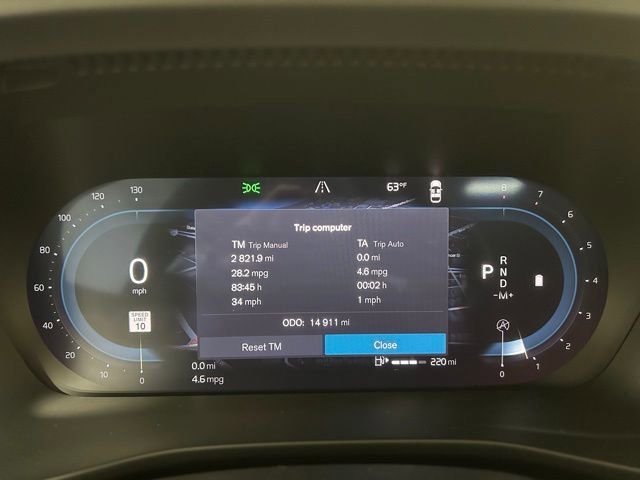 63°F
Trip computer
TM Trip Manual
2 821.9 mi
28.2 mpg
83:45 h
34 mph
TA Trip Auto
0.0 mi
4.6 mpg
00:02 h
1 mph
ODO: 14 911 mi
Reset TM
Close
130
120
100
80
60
40
20
10
0
0
mph
SPEED
LIMIT
10
0.0 mi
4.6 mpg
220 mi
P
R
N
D
-M+
A
8
7
6
5
4
3
2
1
0